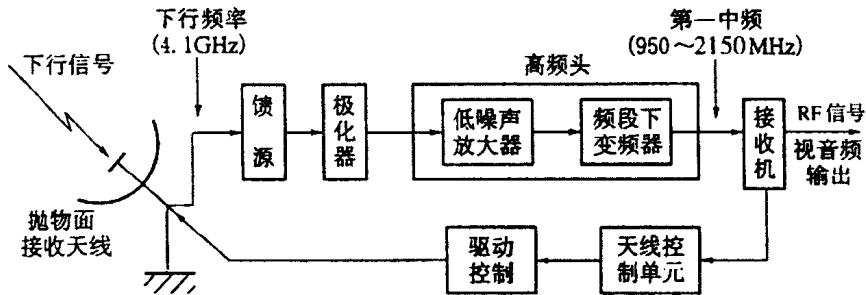 下行频率
(4.1GHz)
第一中频
(950～2150MHz)
下行信号
高频头
馈
源
极
化
器
低噪声
放大器
频段下
变频器
接
收
机
RF信号
视音频
输出
抛物面
接收天线
驱动
控制
天线控
制单元